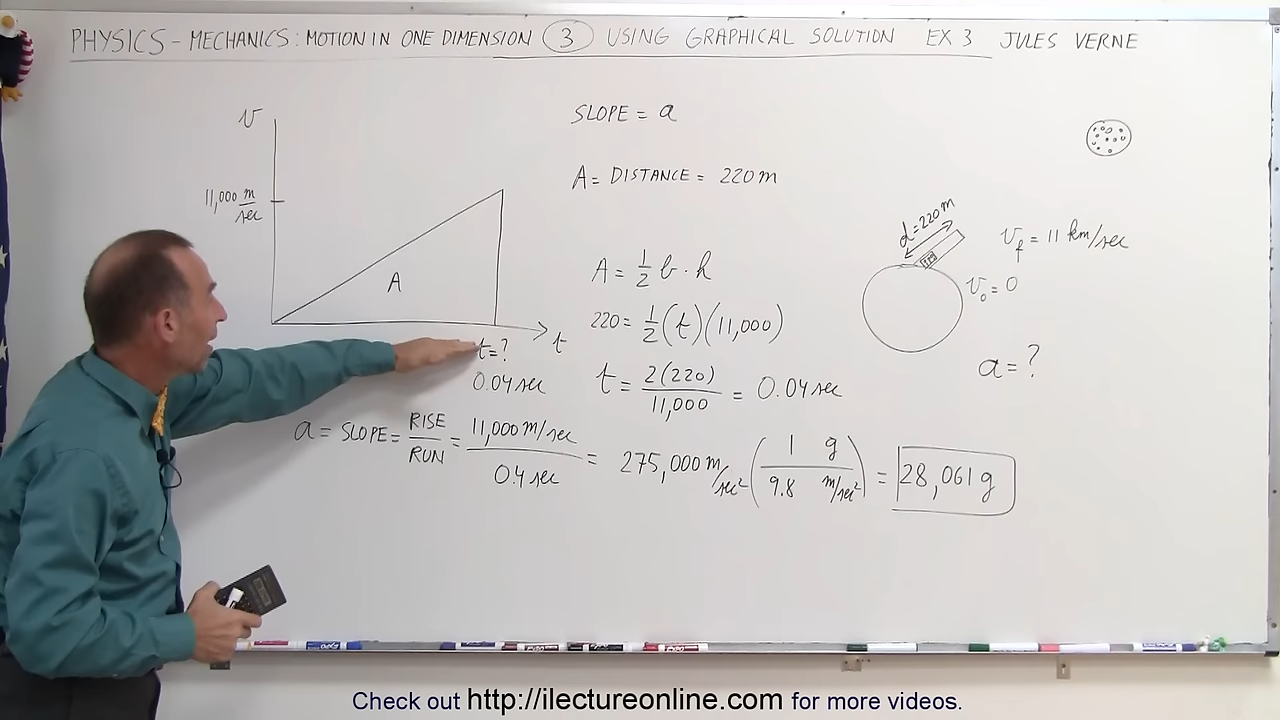 PHYSICS - MECHANICS: MOTION IN ONE DIMENSION 3 USING GRAPHICAL SOLUTION EX 3 JULES VERNE
v
11,000 m/sec
A
t
t=?
0.04 sec
SLOPE = a
A = DISTANCE = 220 m
A = 1/2 b · h
220 = 1/2 (t)(11,000)
t = 2(220)/11,000 = 0.04 sec
a = SLOPE = RISE/RUN = 11,000 m/sec / 0.4 sec = 275,000 m/sec² (1 g / 9.8 m/sec²) = 28,061 g
d = 220 m
v_f = 11 km/sec
v₀ = 0
a = ?
Check out http://ilectureonline.com for more videos.